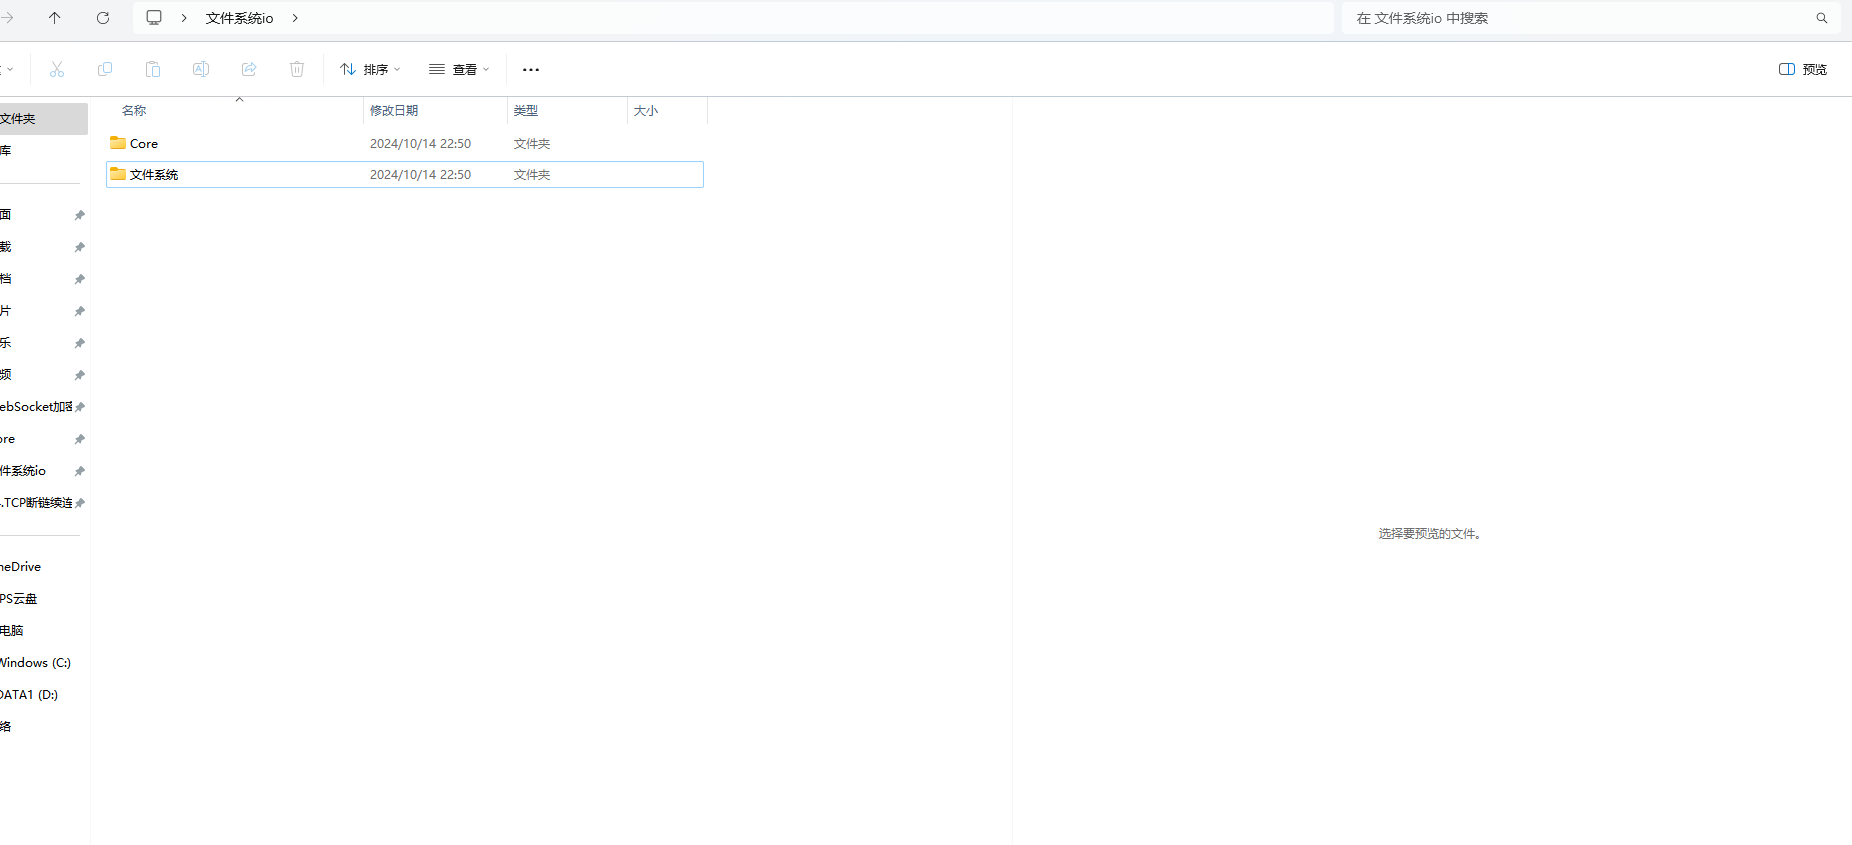 文件系统io
在 文件系统io 中搜索
排序
查看
预览
文件夹
库
面
载
档
片
乐
频
ebSocket加密
ore
件系统io
.TCP断链续连
neDrive
PS云盘
电脑
Windows (C:)
DATA1 (D:)
络
名称
修改日期
类型
大小
Core
2024/10/14 22:50
文件夹
文件系统
2024/10/14 22:50
文件夹
选择要预览的文件。